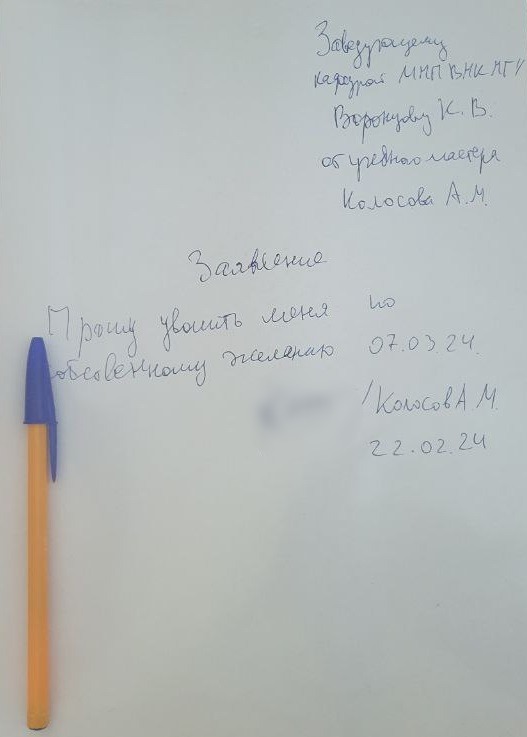 Заведующему
кафедрой ММП ВМК МГУ
Воронцову К. В.
от учебного мастера
Колосова А.М.
Заявление
Прошу уволить меня по
собственному желанию 07.03.24.
/Колосов А М.
22.02.24